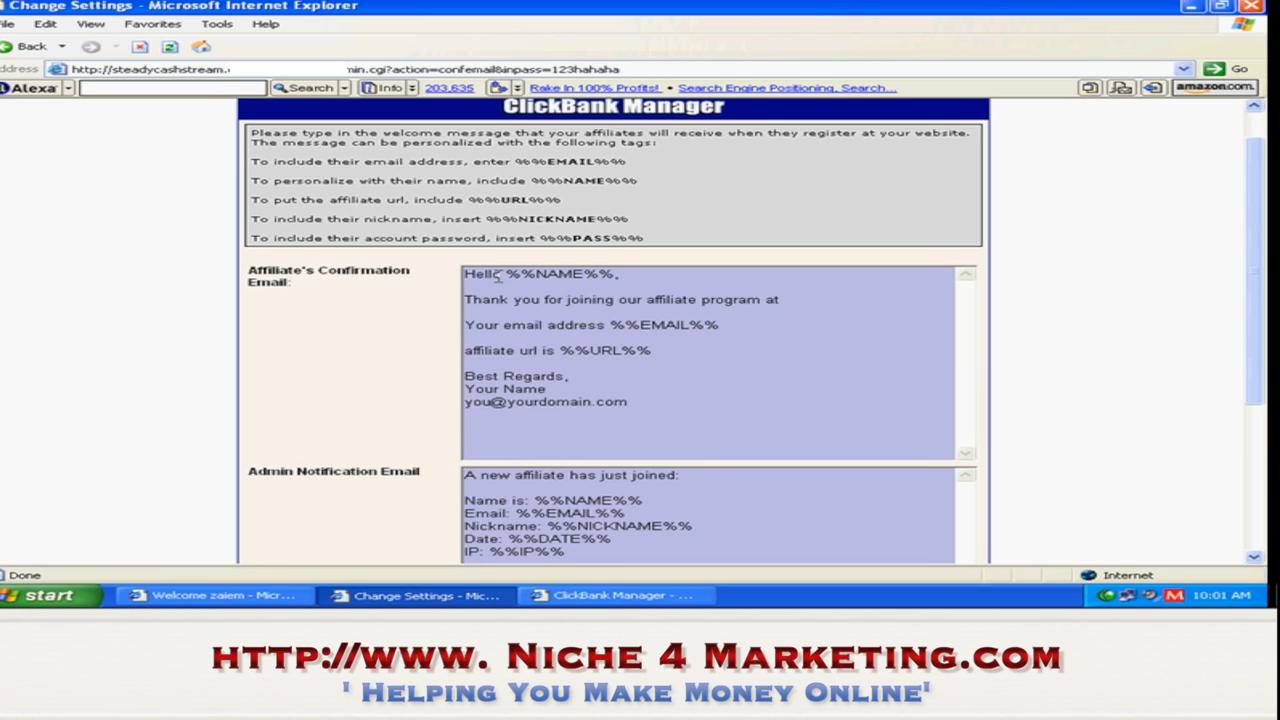 Change Settings - Microsoft Internet Explorer
File Edit View Favorites Tools Help
Back
ddress http://steadycashstream. min.cgi?action=confemail&inpass=123hahaha Go
Alexa Search Info 203,635 Rake In 100% Profits! • Search Engine Positioning, Search... amazon.com
ClickBank Manager
Please type in the welcome message that your affiliates will receive when they register at your website.
The message can be personalized with the following tags:
To include their email address, enter %%EMAIL%%
To personalize with their name, include %%NAME%%
To put the affiliate url, include %%URL%%
To include their nickname, insert %%NICKNAME%%
To include their account password, insert %%PASS%%
Affiliate's Confirmation
Email:
Hello %%NAME%%,
Thank you for joining our affiliate program at
Your email address %%EMAIL%%
affiliate url is %%URL%%
Best Regards,
Your Name
you@yourdomain.com
Admin Notification Email
A new affiliate has just joined:
Name is: %%NAME%%
Email: %%EMAIL%%
Nickname: %%NICKNAME%%
Date: %%DATE%%
IP: %%IP%%
Done Internet
start Welcome zaiem - Micr... Change Settings - Mic... ClickBank Manager - ... M 10:01 AM
http://www. Niche 4 Marketing.com
' Helping You Make Money Online'